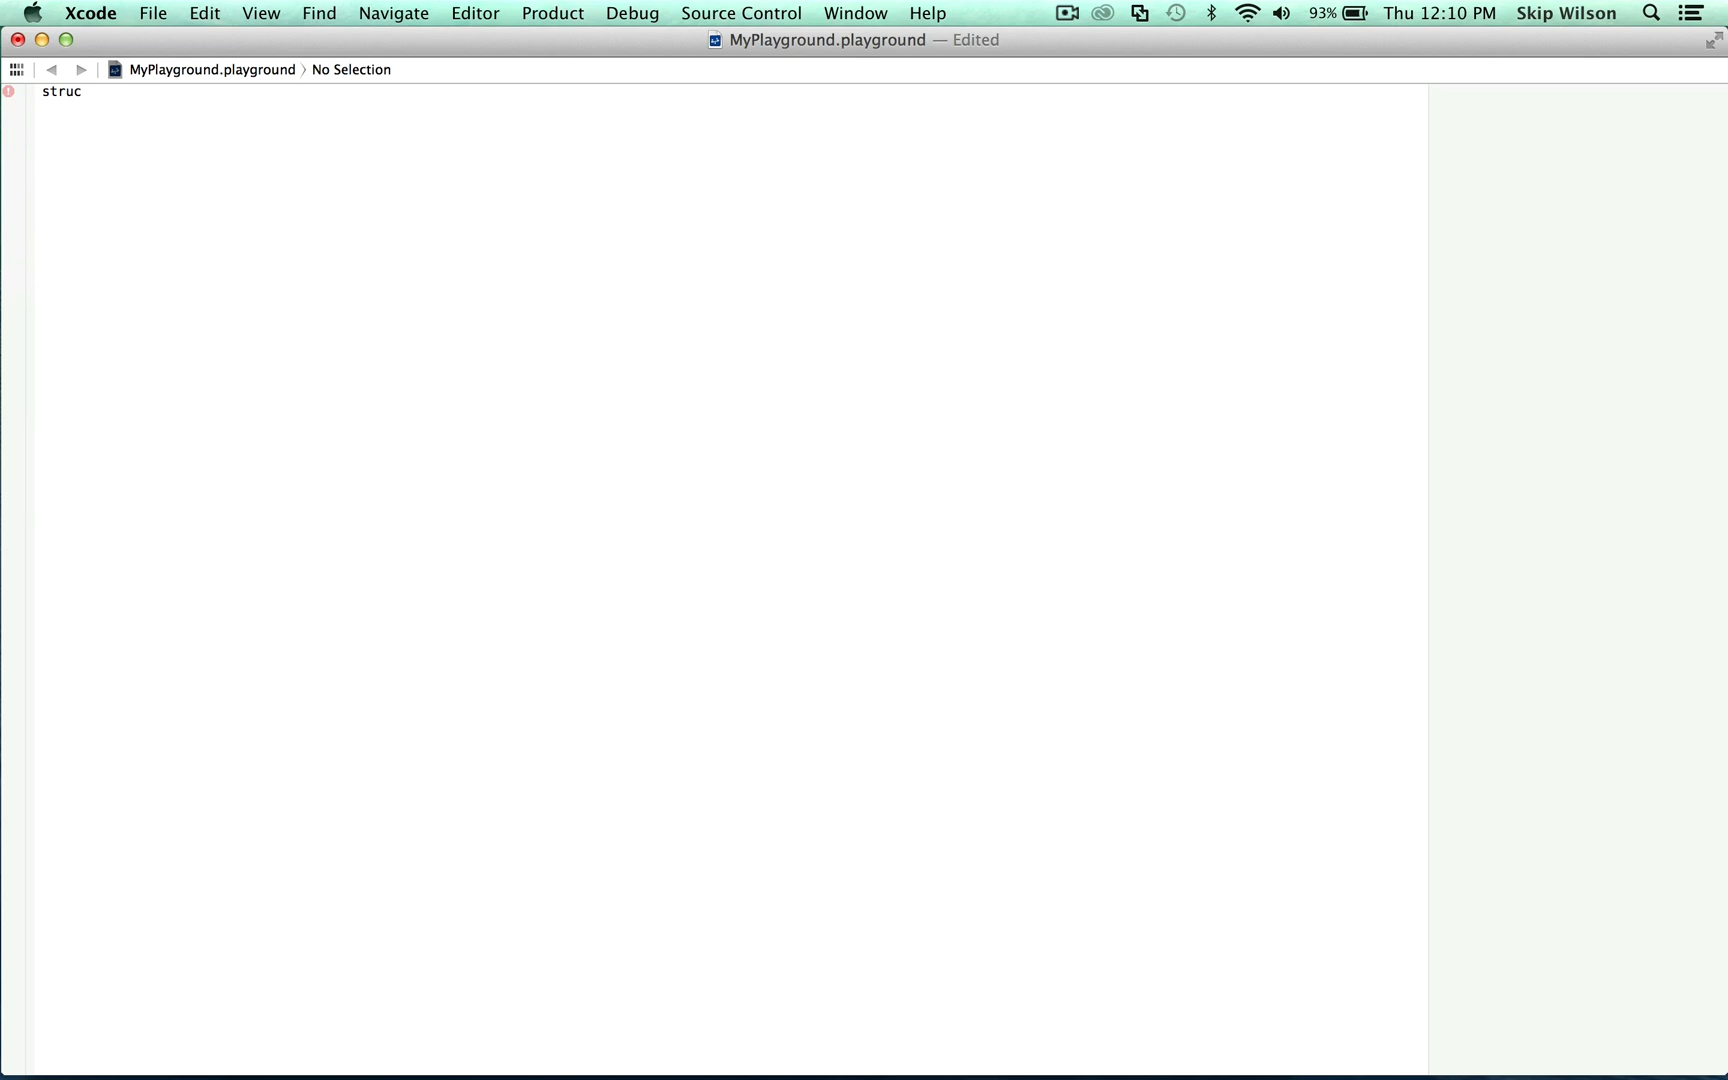 Xcode File Edit View Find Navigate Editor Product Debug Source Control Window Help 93% Thu 12:10 PM Skip Wilson
MyPlayground.playground — Edited
MyPlayground.playground 〉 No Selection
struc